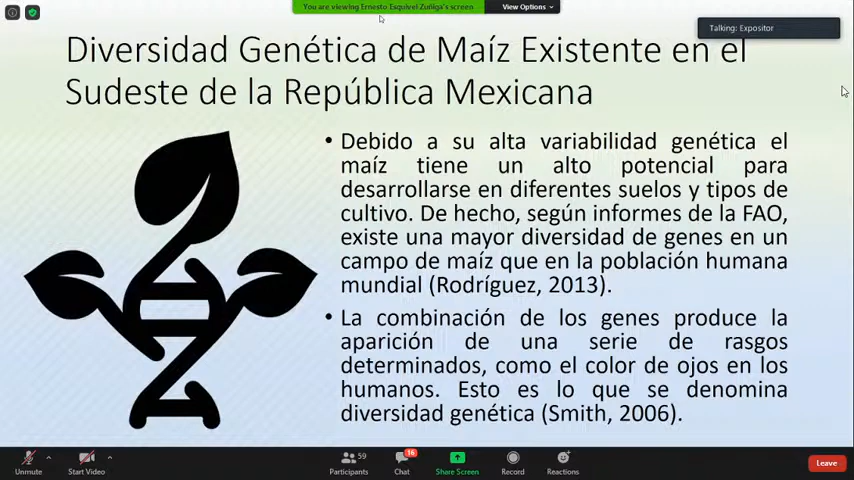 You are viewing Ernesto Esquivel Zuñiga's screen
View Options
Talking: Expositor
Diversidad Genética de Maíz Existente en el
Sudeste de la República Mexicana
• Debido a su alta variabilidad genética el
maíz tiene un alto potencial para
desarrollarse en diferentes suelos y tipos de
cultivo. De hecho, según informes de la FAO,
existe una mayor diversidad de genes en un
campo de maíz que en la población humana
mundial (Rodríguez, 2013).
• La combinación de los genes produce la
aparición de una serie de rasgos
determinados, como el color de ojos en los
humanos. Esto es lo que se denomina
diversidad genética (Smith, 2006).
Unmute
Start Video
59
Participants
16
Chat
Share Screen
Record
Reactions
Leave